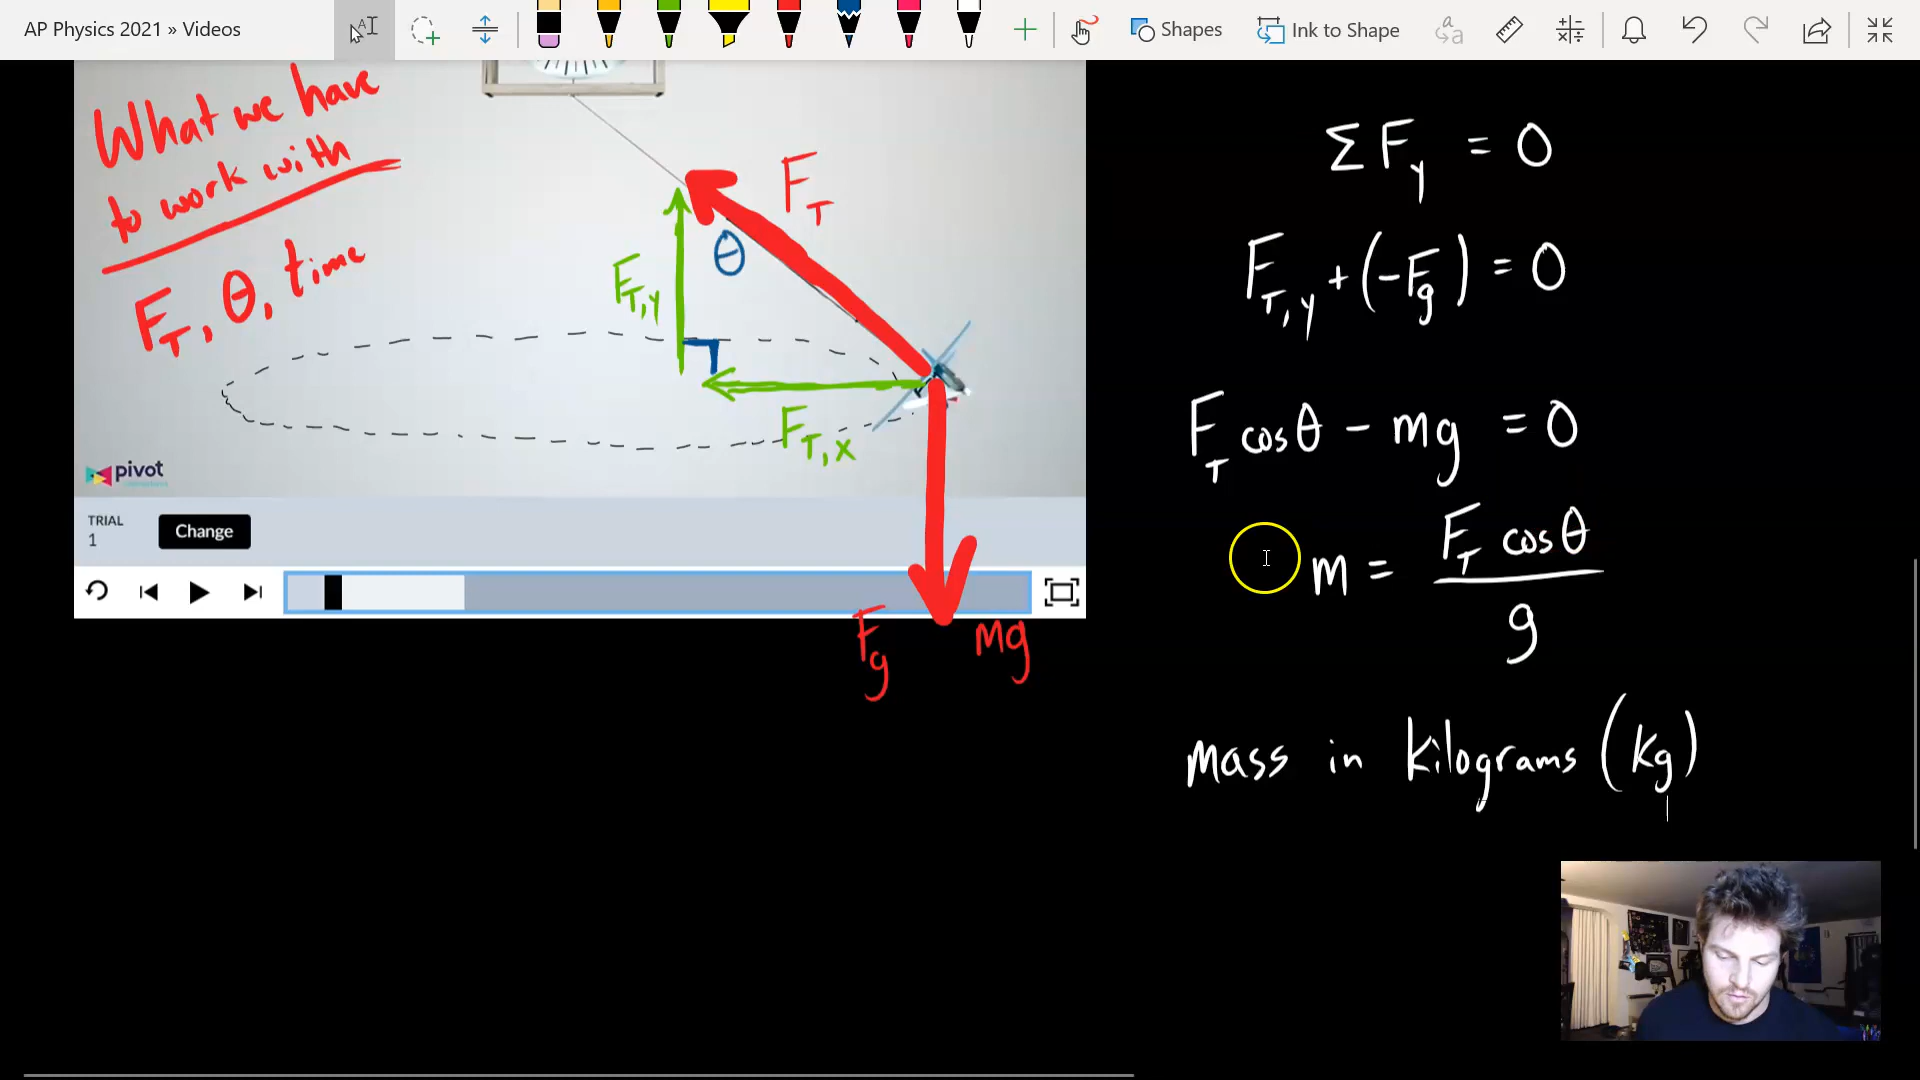 AP Physics 2021 » Videos
Shapes
Ink to Shape
What we have
to work with
F_T, θ, time
F_T
θ
F_T,y
F_T,x
pivot
TRIAL
1
Change
F_g
mg
ΣF_y = 0
F_T,y + (-F_g) = 0
F_T cosθ - mg = 0
m = F_T cosθ / g
mass in kilograms (kg)